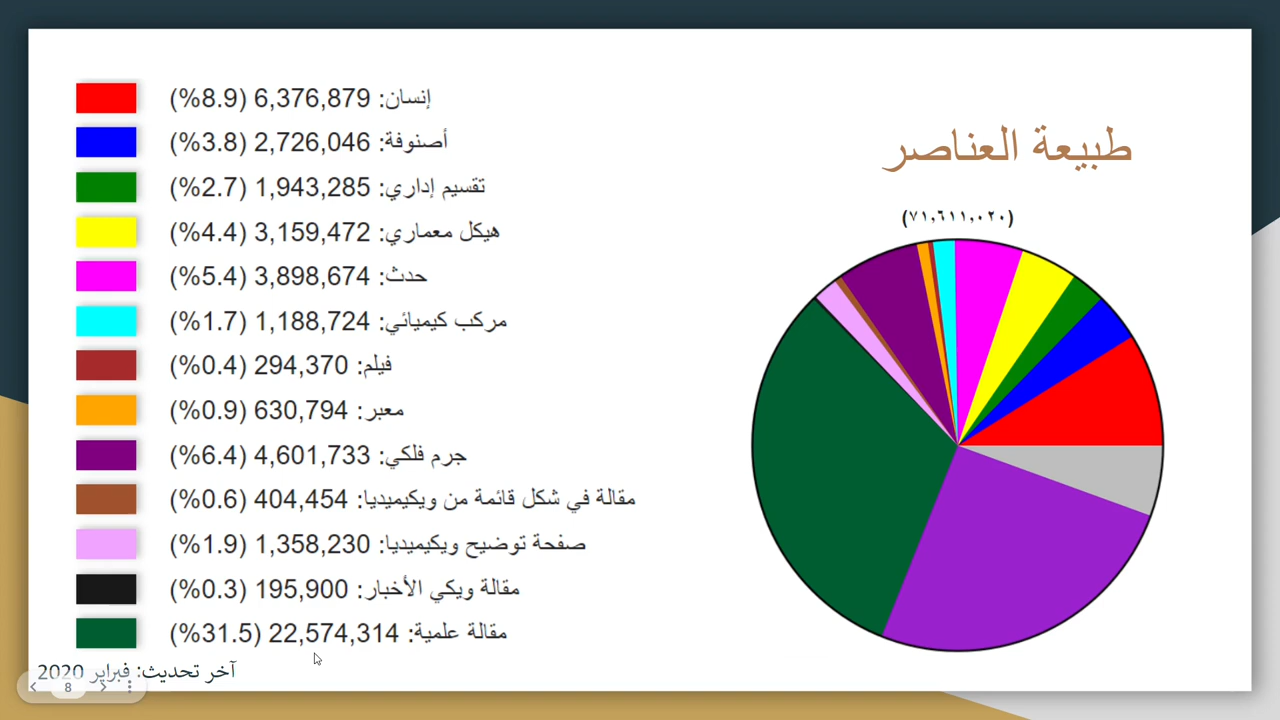 طبيعة العناصر
(٧١,٦١١,٠٢٠)
إنسان: 6,376,879 (8.9%)
أصنوفة: 2,726,046 (3.8%)
تقسيم إداري: 1,943,285 (2.7%)
هيكل معماري: 3,159,472 (4.4%)
حدث: 3,898,674 (5.4%)
مركب كيميائي: 1,188,724 (1.7%)
فيلم: 294,370 (0.4%)
معبر: 630,794 (0.9%)
جرم فلكي: 4,601,733 (6.4%)
مقالة في شكل قائمة من ويكيميديا: 404,454 (0.6%)
صفحة توضيح ويكيميديا: 1,358,230 (1.9%)
مقالة ويكي الأخبار: 195,900 (0.3%)
مقالة علمية: 22,574,314 (31.5%)
آخر تحديث: فبراير 2020
8